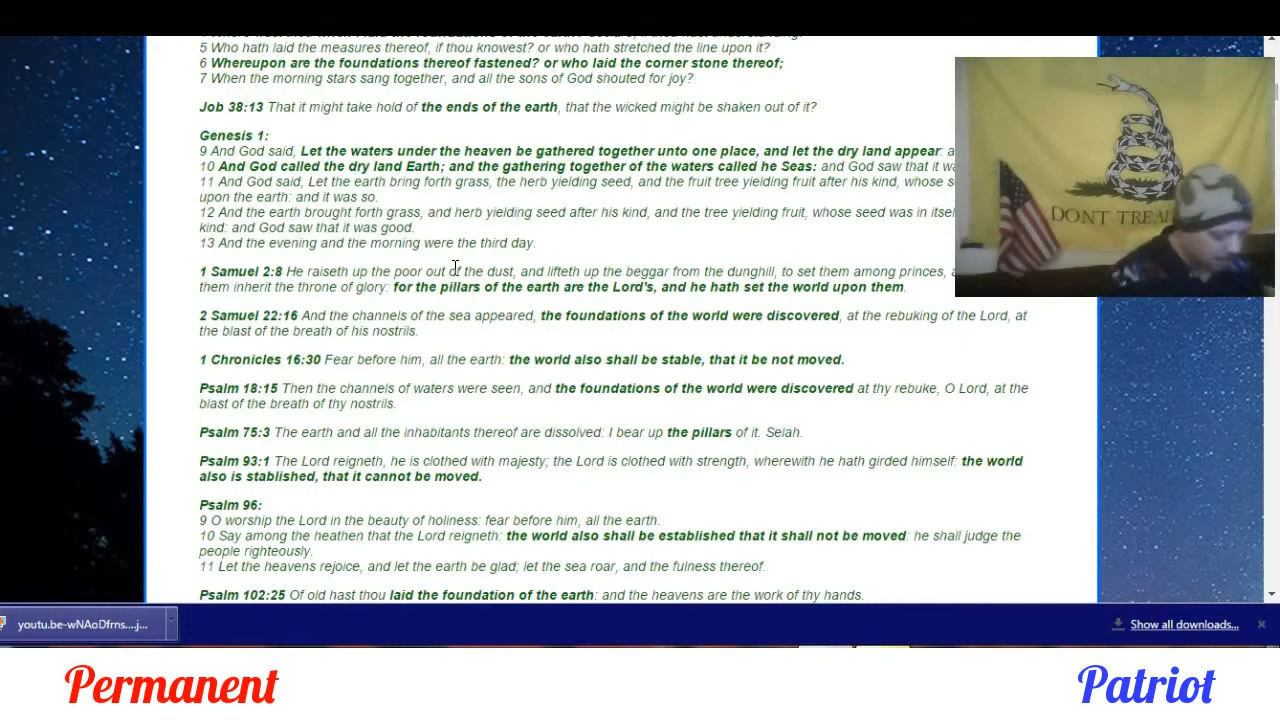 5 Who hath laid the measures thereof, if thou knowest? or who hath stretched the line upon it?
6 Whereupon are the foundations thereof fastened? or who laid the corner stone thereof;
7 When the morning stars sang together, and all the sons of God shouted for joy?
Job 38:13 That it might take hold of the ends of the earth, that the wicked might be shaken out of it?
Genesis 1:
9 And God said, Let the waters under the heaven be gathered together unto one place, and let the dry land appear:
10 And God called the dry land Earth; and the gathering together of the waters called he Seas: and God saw that it
11 And God said, Let the earth bring forth grass, the herb yielding seed, and the fruit tree yielding fruit after his kind, whose
upon the earth: and it was so.
12 And the earth brought forth grass, and herb yielding seed after his kind, and the tree yielding fruit, whose seed was in
kind: and God saw that it was good.
13 And the evening and the morning were the third day.
1 Samuel 2:8 He raiseth up the poor out of the dust, and lifteth up the beggar from the dunghill, to set them among princes,
them inherit the throne of glory: for the pillars of the earth are the Lord's, and he hath set the world upon them.
2 Samuel 22:16 And the channels of the sea appeared, the foundations of the world were discovered, at the rebuking of the Lord, at
the blast of the breath of his nostrils.
1 Chronicles 16:30 Fear before him, all the earth: the world also shall be stable, that it be not moved.
Psalm 18:15 Then the channels of waters were seen, and the foundations of the world were discovered at thy rebuke, O Lord, at the
blast of the breath of thy nostrils.
Psalm 75:3 The earth and all the inhabitants thereof are dissolved: I bear up the pillars of it. Selah.
Psalm 93:1 The Lord reigneth, he is clothed with majesty; the Lord is clothed with strength, wherewith he hath girded himself: the world
also is stablished, that it cannot be moved.
Psalm 96:
9 O worship the Lord in the beauty of holiness: fear before him, all the earth.
10 Say among the heathen that the Lord reigneth: the world also shall be established that it shall not be moved: he shall judge the
people righteously.
11 Let the heavens rejoice, and let the earth be glad; let the sea roar, and the fulness thereof.
Psalm 102:25 Of old hast thou laid the foundation of the earth: and the heavens are the work of thy hands.
DONT TREA
youtu.be-wNAoDfrns....j...
Show all downloads...
Permanent
Patriot